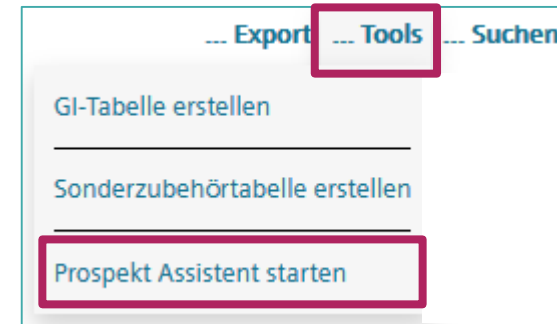 ... Export ... Tools ... Suchen
GI-Tabelle erstellen
Sonderzubehörtabelle erstellen
Prospekt Assistent starten